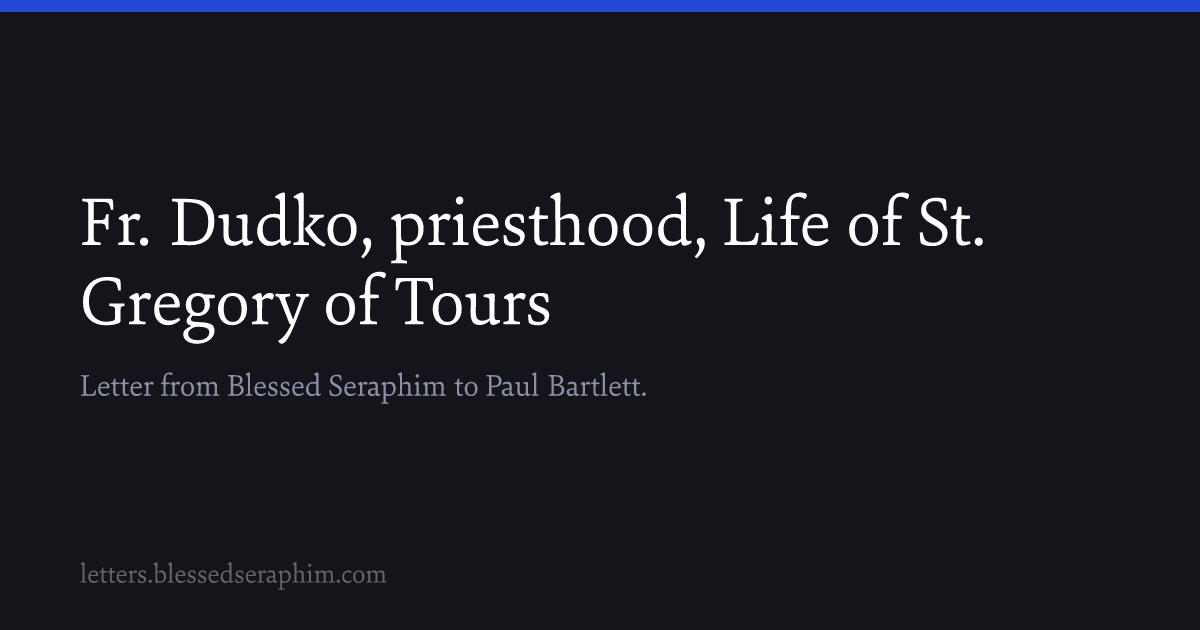 Fr. Dudko, priesthood, Life of St.
Gregory of Tours
Letter from Blessed Seraphim to Paul Bartlett.
letters.blessedseraphim.com